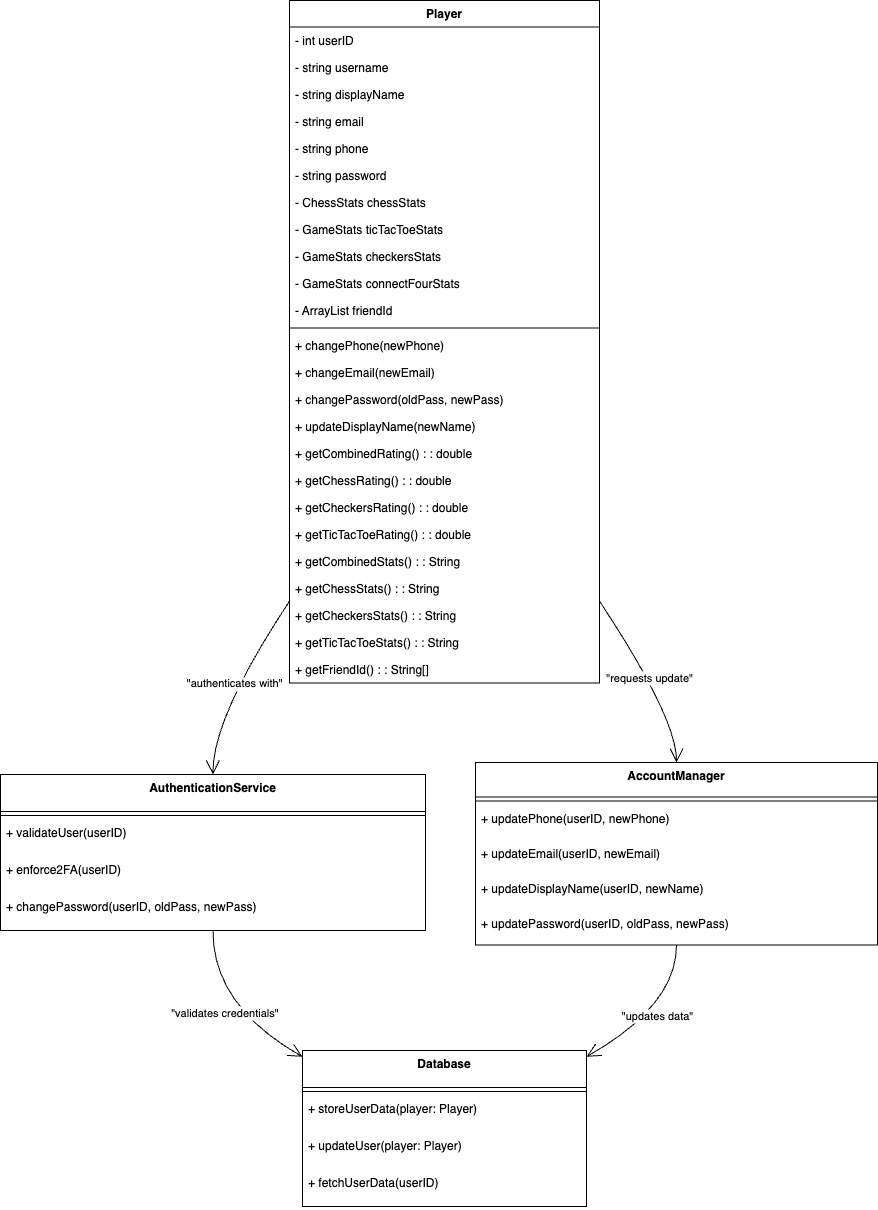 Player
- int userID
- string username
- string displayName
- string email
- string phone
- string password
- ChessStats chessStats
- GameStats ticTacToeStats
- GameStats checkersStats
- GameStats connectFourStats
- ArrayList friendId
+ changePhone(newPhone)
+ changeEmail(newEmail)
+ changePassword(oldPass, newPass)
+ updateDisplayName(newName)
+ getCombinedRating() : : double
+ getChessRating() : : double
+ getCheckersRating() : : double
+ getTicTacToeRating() : : double
+ getCombinedStats() : : String
+ getChessStats() : : String
+ getCheckersStats() : : String
+ getTicTacToeStats() : : String
+ getFriendId() : : String[]
"authenticates with"
"requests update"
AuthenticationService
+ validateUser(userID)
+ enforce2FA(userID)
+ changePassword(userID, oldPass, newPass)
AccountManager
+ updatePhone(userID, newPhone)
+ updateEmail(userID, newEmail)
+ updateDisplayName(userID, newName)
+ updatePassword(userID, oldPass, newPass)
"validates credentials"
"updates data"
Database
+ storeUserData(player: Player)
+ updateUser(player: Player)
+ fetchUserData(userID)